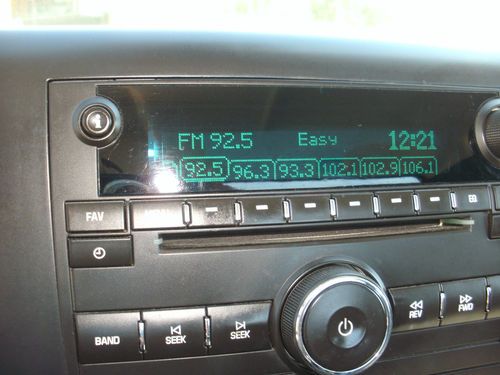 FM 92.5 Easy 12:21
92.5 96.3 93.3 102.1 102.9 106.1
FAV EQ
BAND SEEK SEEK REV FWD